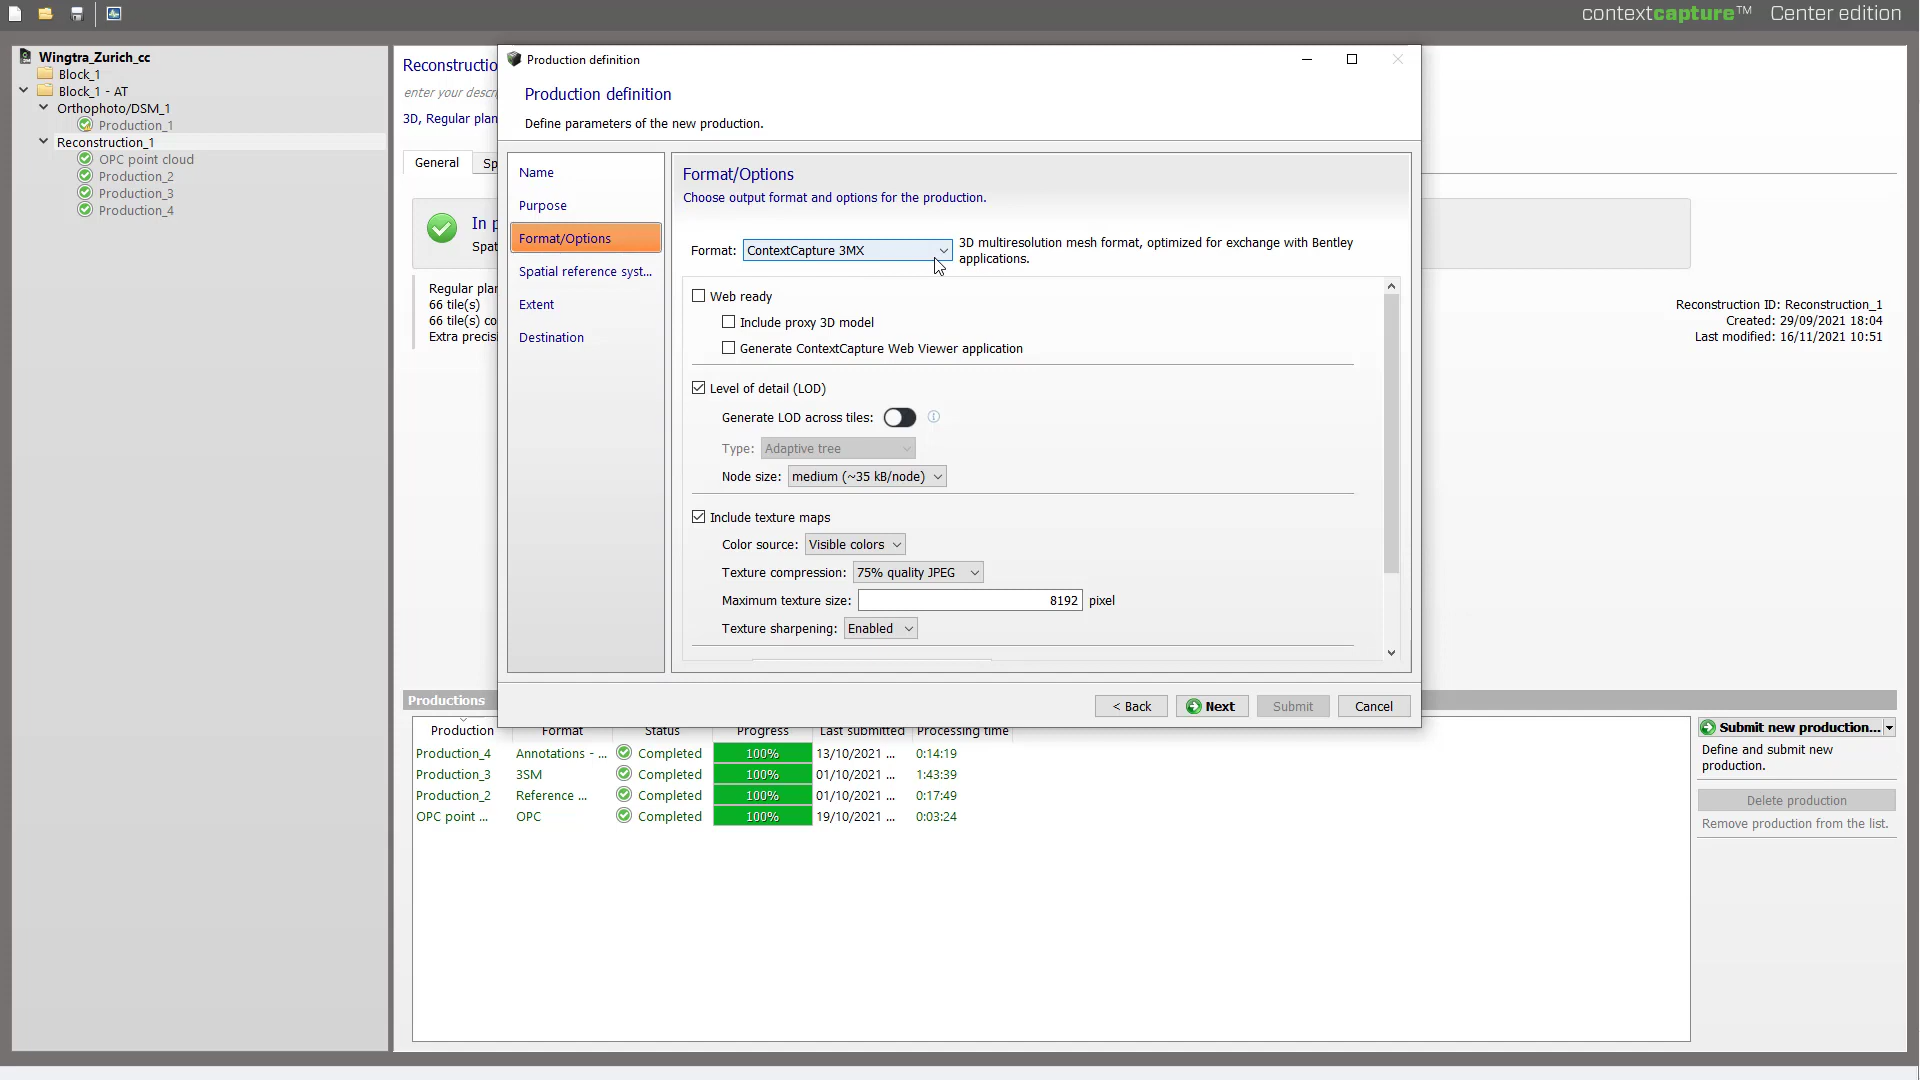 contextcapture™ Center edition
Wingtra_Zurich_cc
Block_1
Block_1 - AT
Orthophoto/DSM_1
Production_1
Reconstruction_1
OPC point cloud
Production_2
Production_3
Production_4
Reconstructio
enter your descri
3D, Regular plan
General
Sp
In p
Spat
Regular plan
66 tile(s)
66 tile(s) co
Extra precisi
Reconstruction ID: Reconstruction_1
Created: 29/09/2021 18:04
Last modified: 16/11/2021 10:51
Production definition
Production definition
Define parameters of the new production.
Name
Purpose
Format/Options
Spatial reference syst...
Extent
Destination
Format/Options
Choose output format and options for the production.
Format: ContextCapture 3MX
3D multiresolution mesh format, optimized for exchange with Bentley
applications.
Web ready
Include proxy 3D model
Generate ContextCapture Web Viewer application
Level of detail (LOD)
Generate LOD across tiles:
Type: Adaptive tree
Node size: medium (~35 kB/node)
Include texture maps
Color source: Visible colors
Texture compression: 75% quality JPEG
Maximum texture size: 8192 pixel
Texture sharpening: Enabled
< Back Next Submit Cancel
Productions
Production Format Status Progress Last submitted Processing time
Production_4 Annotations - ... Completed 100% 13/10/2021 ... 0:14:19
Production_3 3SM Completed 100% 01/10/2021 ... 1:43:39
Production_2 Reference ... Completed 100% 01/10/2021 ... 0:17:49
OPC point ... OPC Completed 100% 19/10/2021 ... 0:03:24
Submit new production...
Define and submit new
production.
Delete production
Remove production from the list.